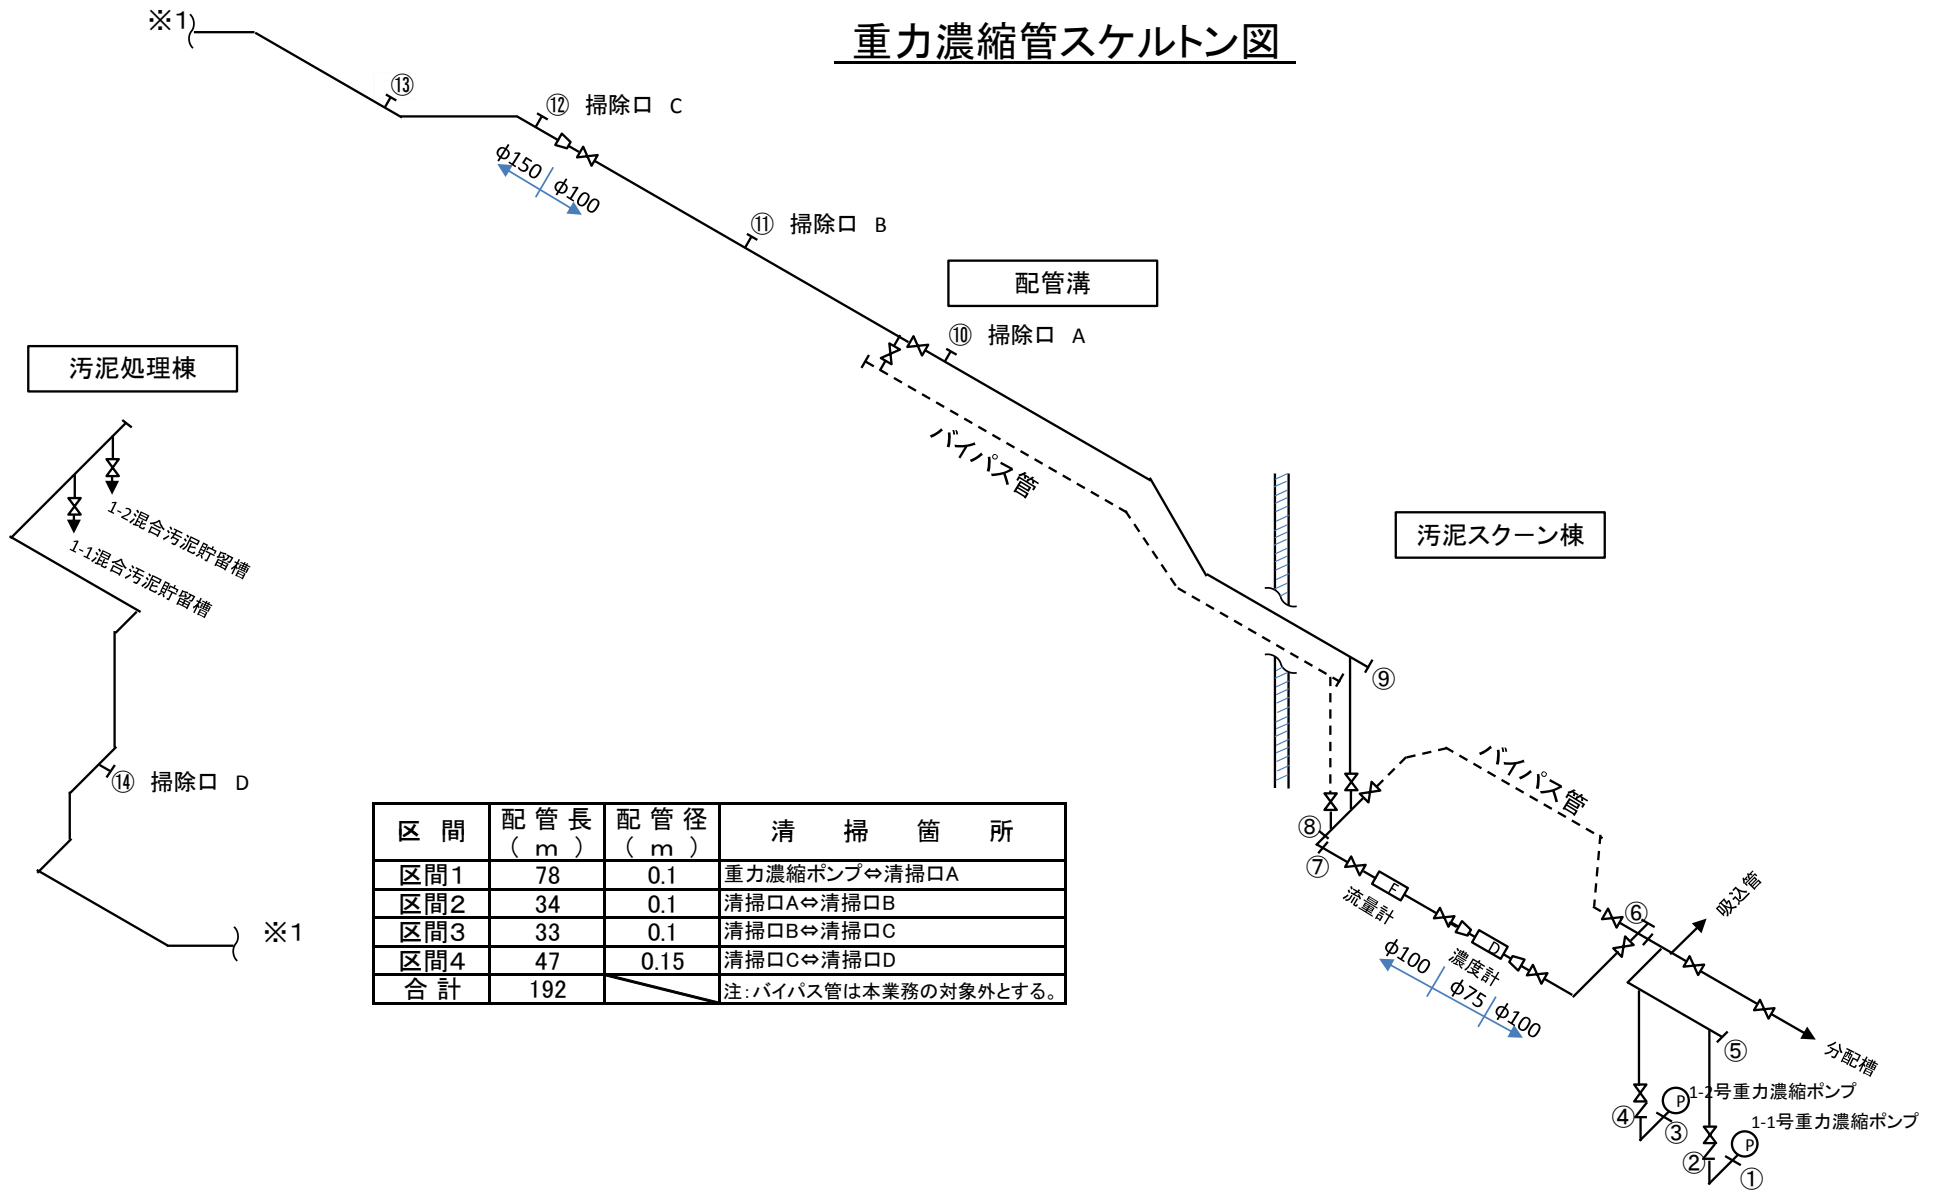 重力濃縮管スケルトン図
※1
⑬
⑫ 掃除口 C
φ150
φ100
⑪ 掃除口 B
配管溝
⑩ 掃除口 A
バイパス管
汚泥処理棟
1-2混合汚泥貯留槽
1-1混合汚泥貯留槽
⑭ 掃除口 D
※1
汚泥スクーン棟
⑨
バイパス管
⑧
⑦
F
流量計
D
濃度計
φ100
φ75
φ100
⑥
吸込管
分配槽
⑤
④
P
1-2号重力濃縮ポンプ
③
②
P
1-1号重力濃縮ポンプ
①
区間 配管長(m) 配管径(m) 清掃箇所
区間1 78 0.1 重力濃縮ポンプ⇔清掃口A
区間2 34 0.1 清掃口A⇔清掃口B
区間3 33 0.1 清掃口B⇔清掃口C
区間4 47 0.15 清掃口C⇔清掃口D
合計 192 注:バイパス管は本業務の対象外とする。